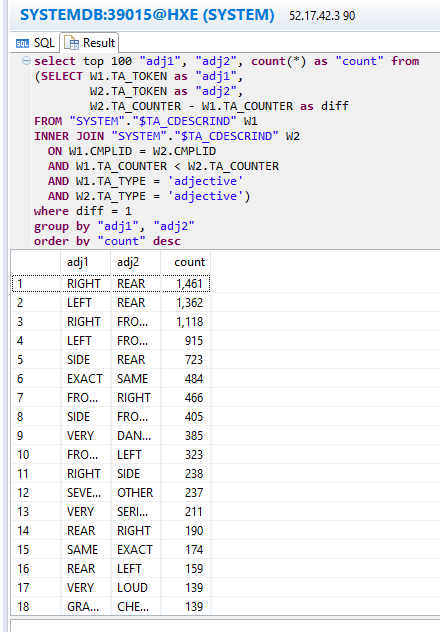 SYSTEMDB:39015@HXE (SYSTEM) 52.17.42.3 90
SQL Result
select top 100 "adj1", "adj2", count(*) as "count" from
(SELECT W1.TA_TOKEN as "adj1",
W2.TA_TOKEN as "adj2",
W2.TA_COUNTER - W1.TA_COUNTER as diff
FROM "SYSTEM"."$TA_CDESCRIND" W1
INNER JOIN "SYSTEM"."$TA_CDESCRIND" W2
ON W1.CMPLID = W2.CMPLID
AND W1.TA_COUNTER < W2.TA_COUNTER
AND W1.TA_TYPE = 'adjective'
AND W2.TA_TYPE = 'adjective')
where diff = 1
group by "adj1", "adj2"
order by "count" desc
adj1 adj2 count
1 RIGHT REAR 1,461
2 LEFT REAR 1,362
3 RIGHT FRO... 1,118
4 LEFT FRO... 915
5 SIDE REAR 723
6 EXACT SAME 484
7 FRO... RIGHT 466
8 SIDE FRO... 405
9 VERY DAN... 385
10 FRO... LEFT 323
11 RIGHT SIDE 238
12 SEVE... OTHER 237
13 VERY SERI... 211
14 REAR RIGHT 190
15 SAME EXACT 174
16 REAR LEFT 159
17 VERY LOUD 139
18 GRA... CHE... 139